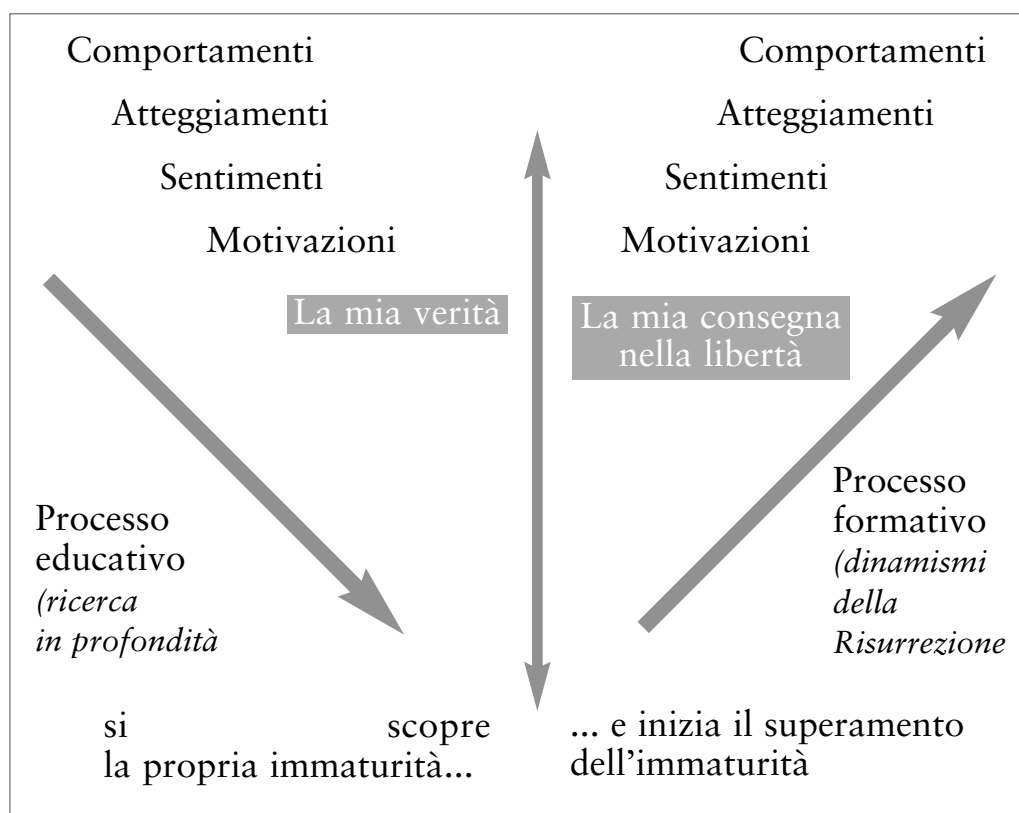 Comportamenti
Atteggiamenti
Sentimenti
Motivazioni
La mia verità
Processo
educativo
(ricerca
in profondità
si scopre
la propria immaturità...
Comportamenti
Atteggiamenti
Sentimenti
Motivazioni
La mia consegna
nella libertà
Processo
formativo
(dinamismi
della
Risurrezione
... e inizia il superamento
dell'immaturità